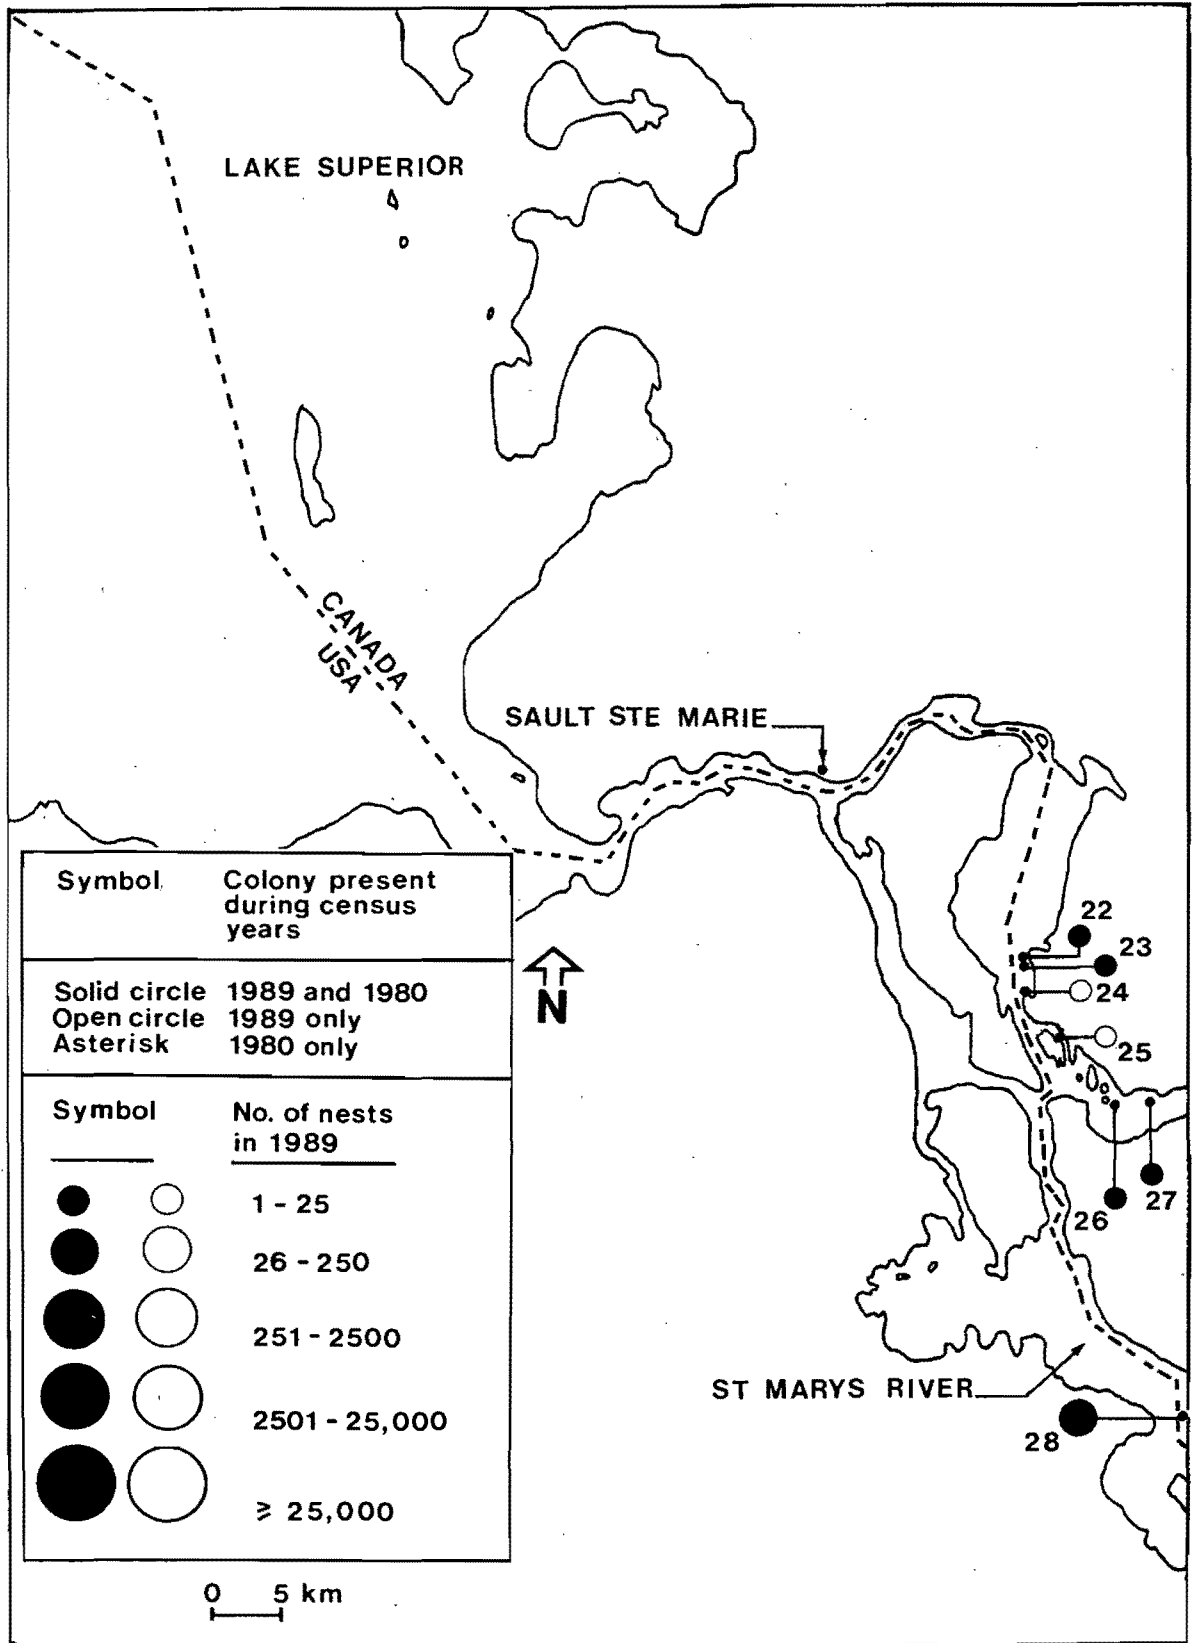 LAKE SUPERIOR
CANADA
USA
SAULT STE MARIE
22
23
24
25
26
27
28
ST MARYS RIVER
N
Symbol Colony present
during census
years
Solid circle 1989 and 1980
Open circle 1989 only
Asterisk 1980 only
Symbol No. of nests
in 1989
1 - 25
26 - 250
251 - 2500
2501 - 25,000
≥ 25,000
0 5 km